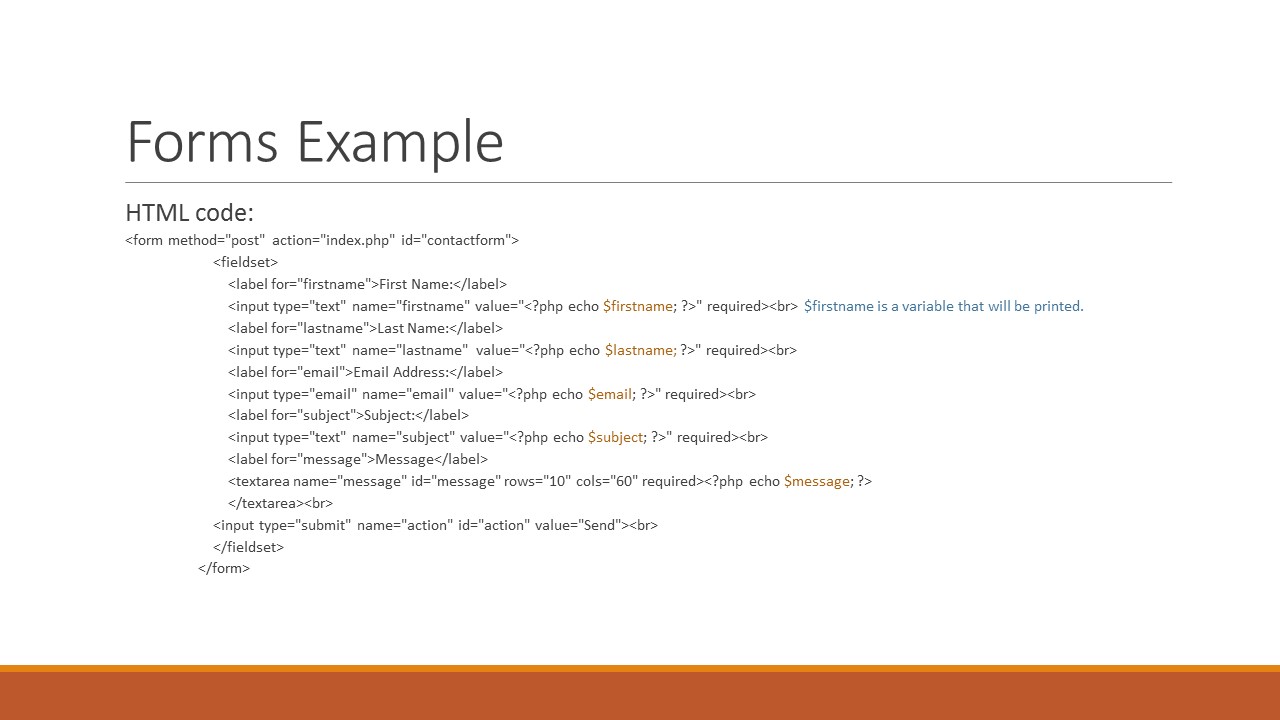 Forms Example
HTML code:
<form method="post" action="index.php" id="contactform">
<fieldset>
<label for="firstname">First Name:</label>
<input type="text" name="firstname" value="<?php echo $firstname; ?>" required><br> $firstname is a variable that will be printed.
<label for="lastname">Last Name:</label>
<input type="text" name="lastname" value="<?php echo $lastname; ?>" required><br>
<label for="email">Email Address:</label>
<input type="email" name="email" value="<?php echo $email; ?>" required><br>
<label for="subject">Subject:</label>
<input type="text" name="subject" value="<?php echo $subject; ?>" required><br>
<label for="message">Message</label>
<textarea name="message" id="message" rows="10" cols="60" required><?php echo $message; ?>
</textarea><br>
<input type="submit" name="action" id="action" value="Send"><br>
</fieldset>
</form>